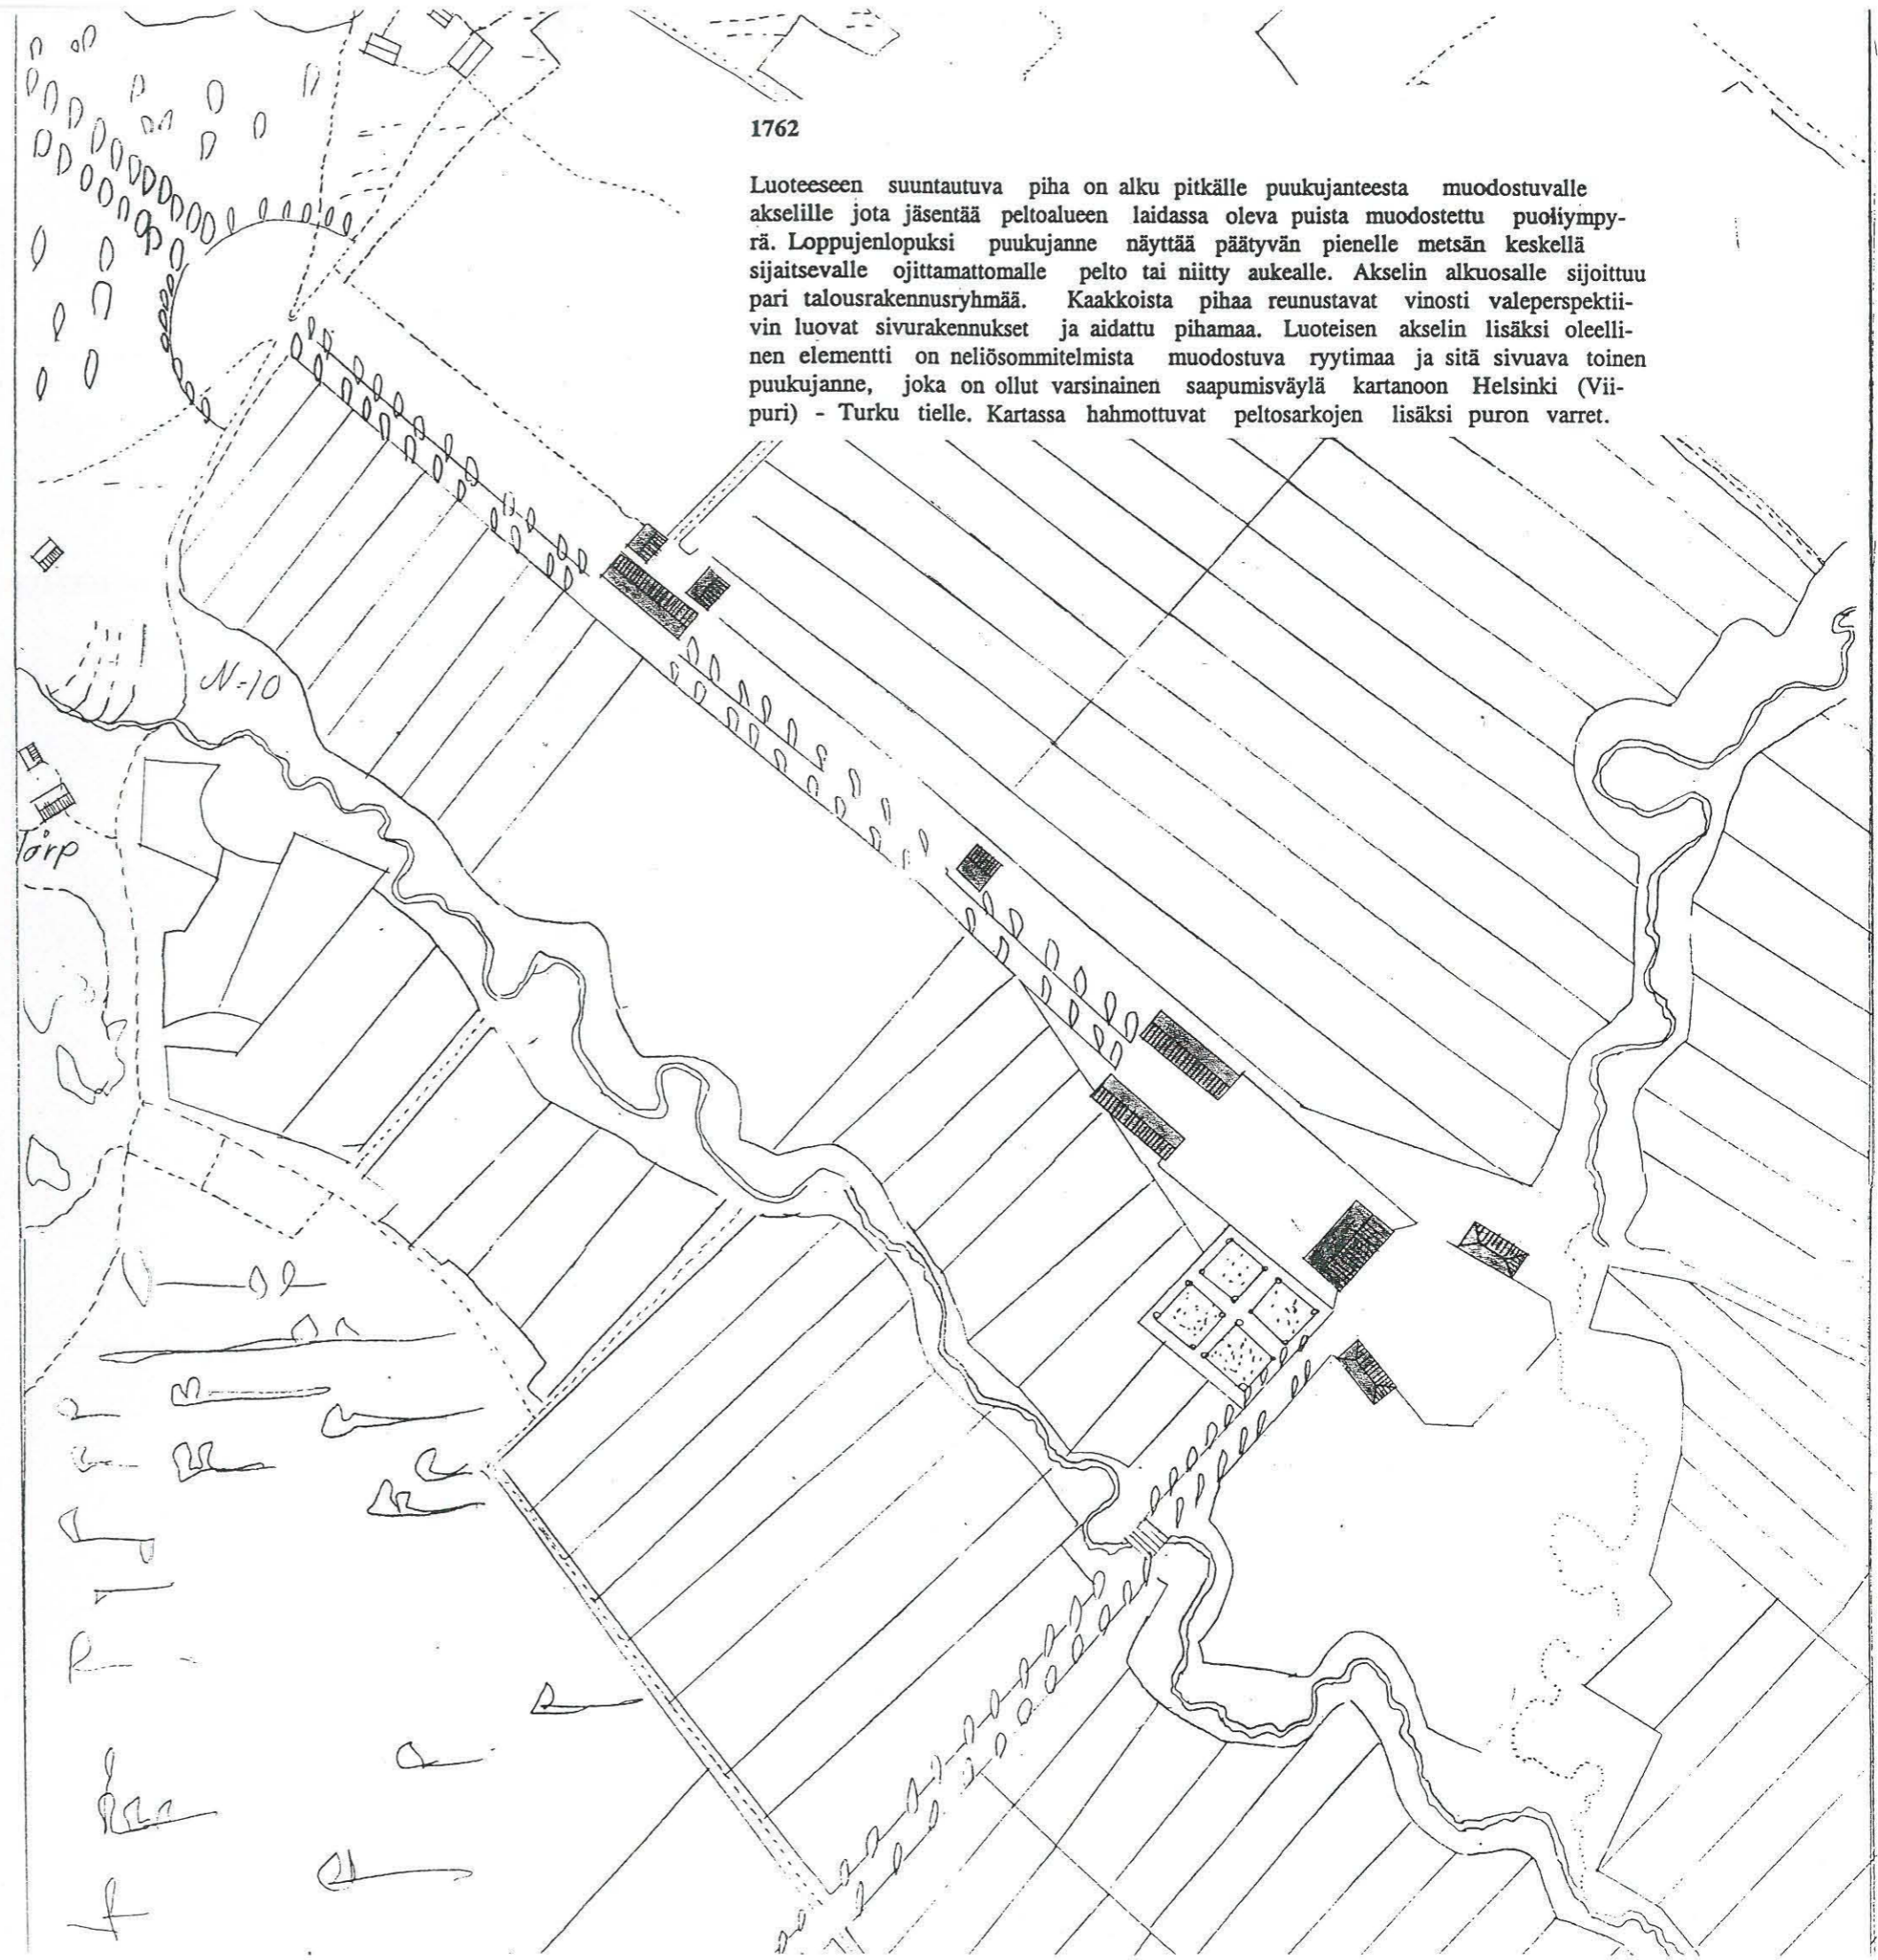 1762
Luoteeseen suuntautuva piha on alku pitkälle puukujanteesta muodostuvalle
akselille jota jäsentää peltoalueen laidassa oleva puista muodostettu puoliympy-
rä. Loppujenlopuksi puukujanne näyttää päätyvän pienelle metsän keskellä
sijaitsevalle ojittamattomalle pelto tai niitty aukealle. Akselin alkuosalle sijoittuu
pari talousrakennusryhmää. Kaakkoista pihaa reunustavat vinosti valeperspektii-
vin luovat sivurakennukset ja aidattu pihamaa. Luoteisen akselin lisäksi oleelli-
nen elementti on neliösommitelmista muodostuva ryytimaa ja sitä sivuava toinen
puukujanne, joka on ollut varsinainen saapumisväylä kartanoon Helsinki (Vii-
puri) - Turku tielle. Kartassa hahmottuvat peltosarkojen lisäksi puron varret.
N=10
Torp